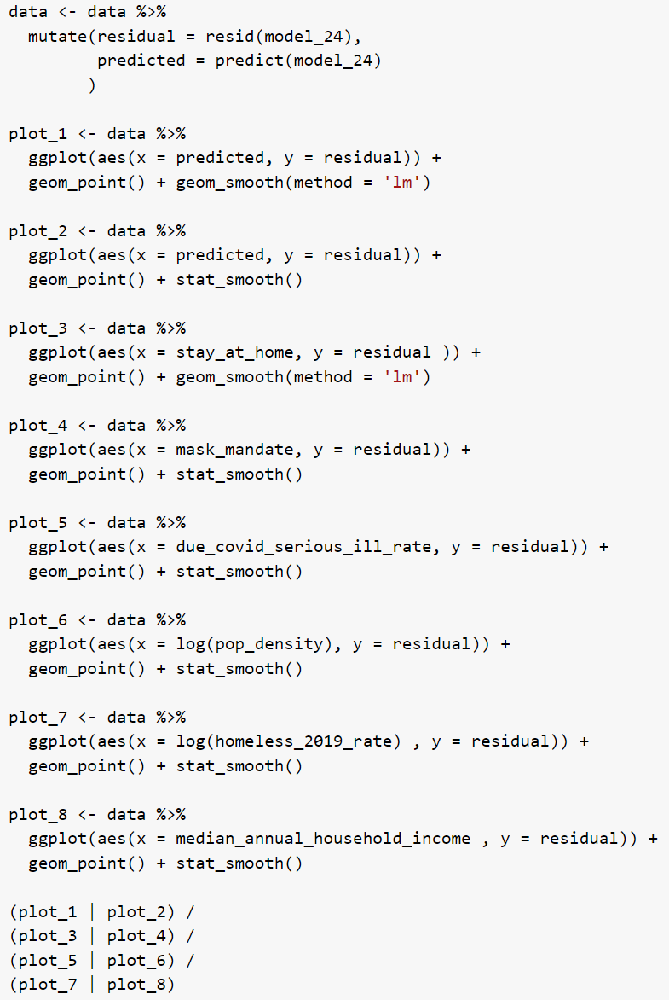 data <- data %>%
  mutate(residual = resid(model_24),
         predicted = predict(model_24)
        )

plot_1 <- data %>%
  ggplot(aes(x = predicted, y = residual)) +
  geom_point() + geom_smooth(method = 'lm')

plot_2 <- data %>%
  ggplot(aes(x = predicted, y = residual)) +
  geom_point() + stat_smooth()

plot_3 <- data %>%
  ggplot(aes(x = stay_at_home, y = residual )) +
  geom_point() + geom_smooth(method = 'lm')

plot_4 <- data %>%
  ggplot(aes(x = mask_mandate, y = residual)) +
  geom_point() + stat_smooth()

plot_5 <- data %>%
  ggplot(aes(x = due_covid_serious_ill_rate, y = residual)) +
  geom_point() + stat_smooth()

plot_6 <- data %>%
  ggplot(aes(x = log(pop_density), y = residual)) +
  geom_point() + stat_smooth()

plot_7 <- data %>%
  ggplot(aes(x = log(homeless_2019_rate) , y = residual)) +
  geom_point() + stat_smooth()

plot_8 <- data %>%
  ggplot(aes(x = median_annual_household_income , y = residual)) +
  geom_point() + stat_smooth()

(plot_1 | plot_2) /
(plot_3 | plot_4) /
(plot_5 | plot_6) /
(plot_7 | plot_8)